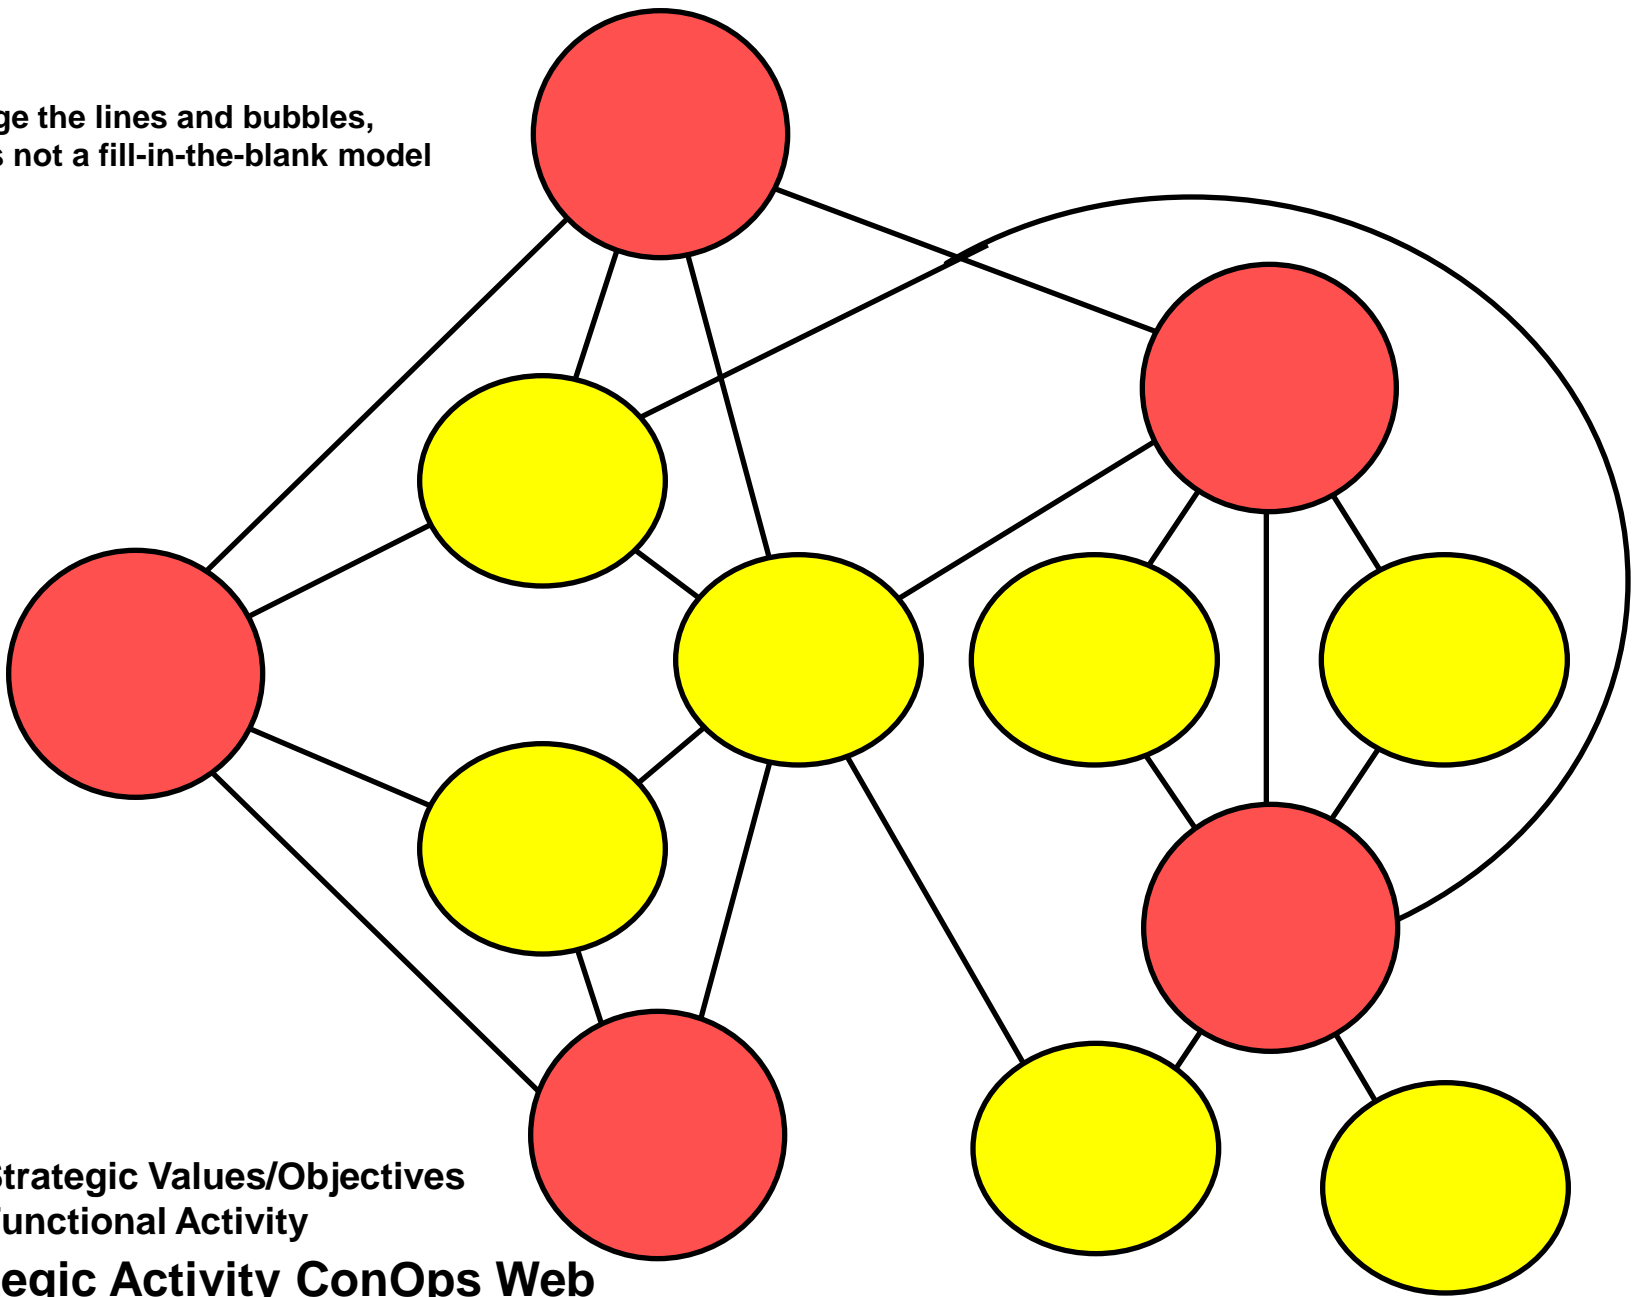 ge the lines and bubbles,
s not a fill-in-the-blank model
Strategic Values/Objectives
Functional Activity
egic Activity ConOps Web